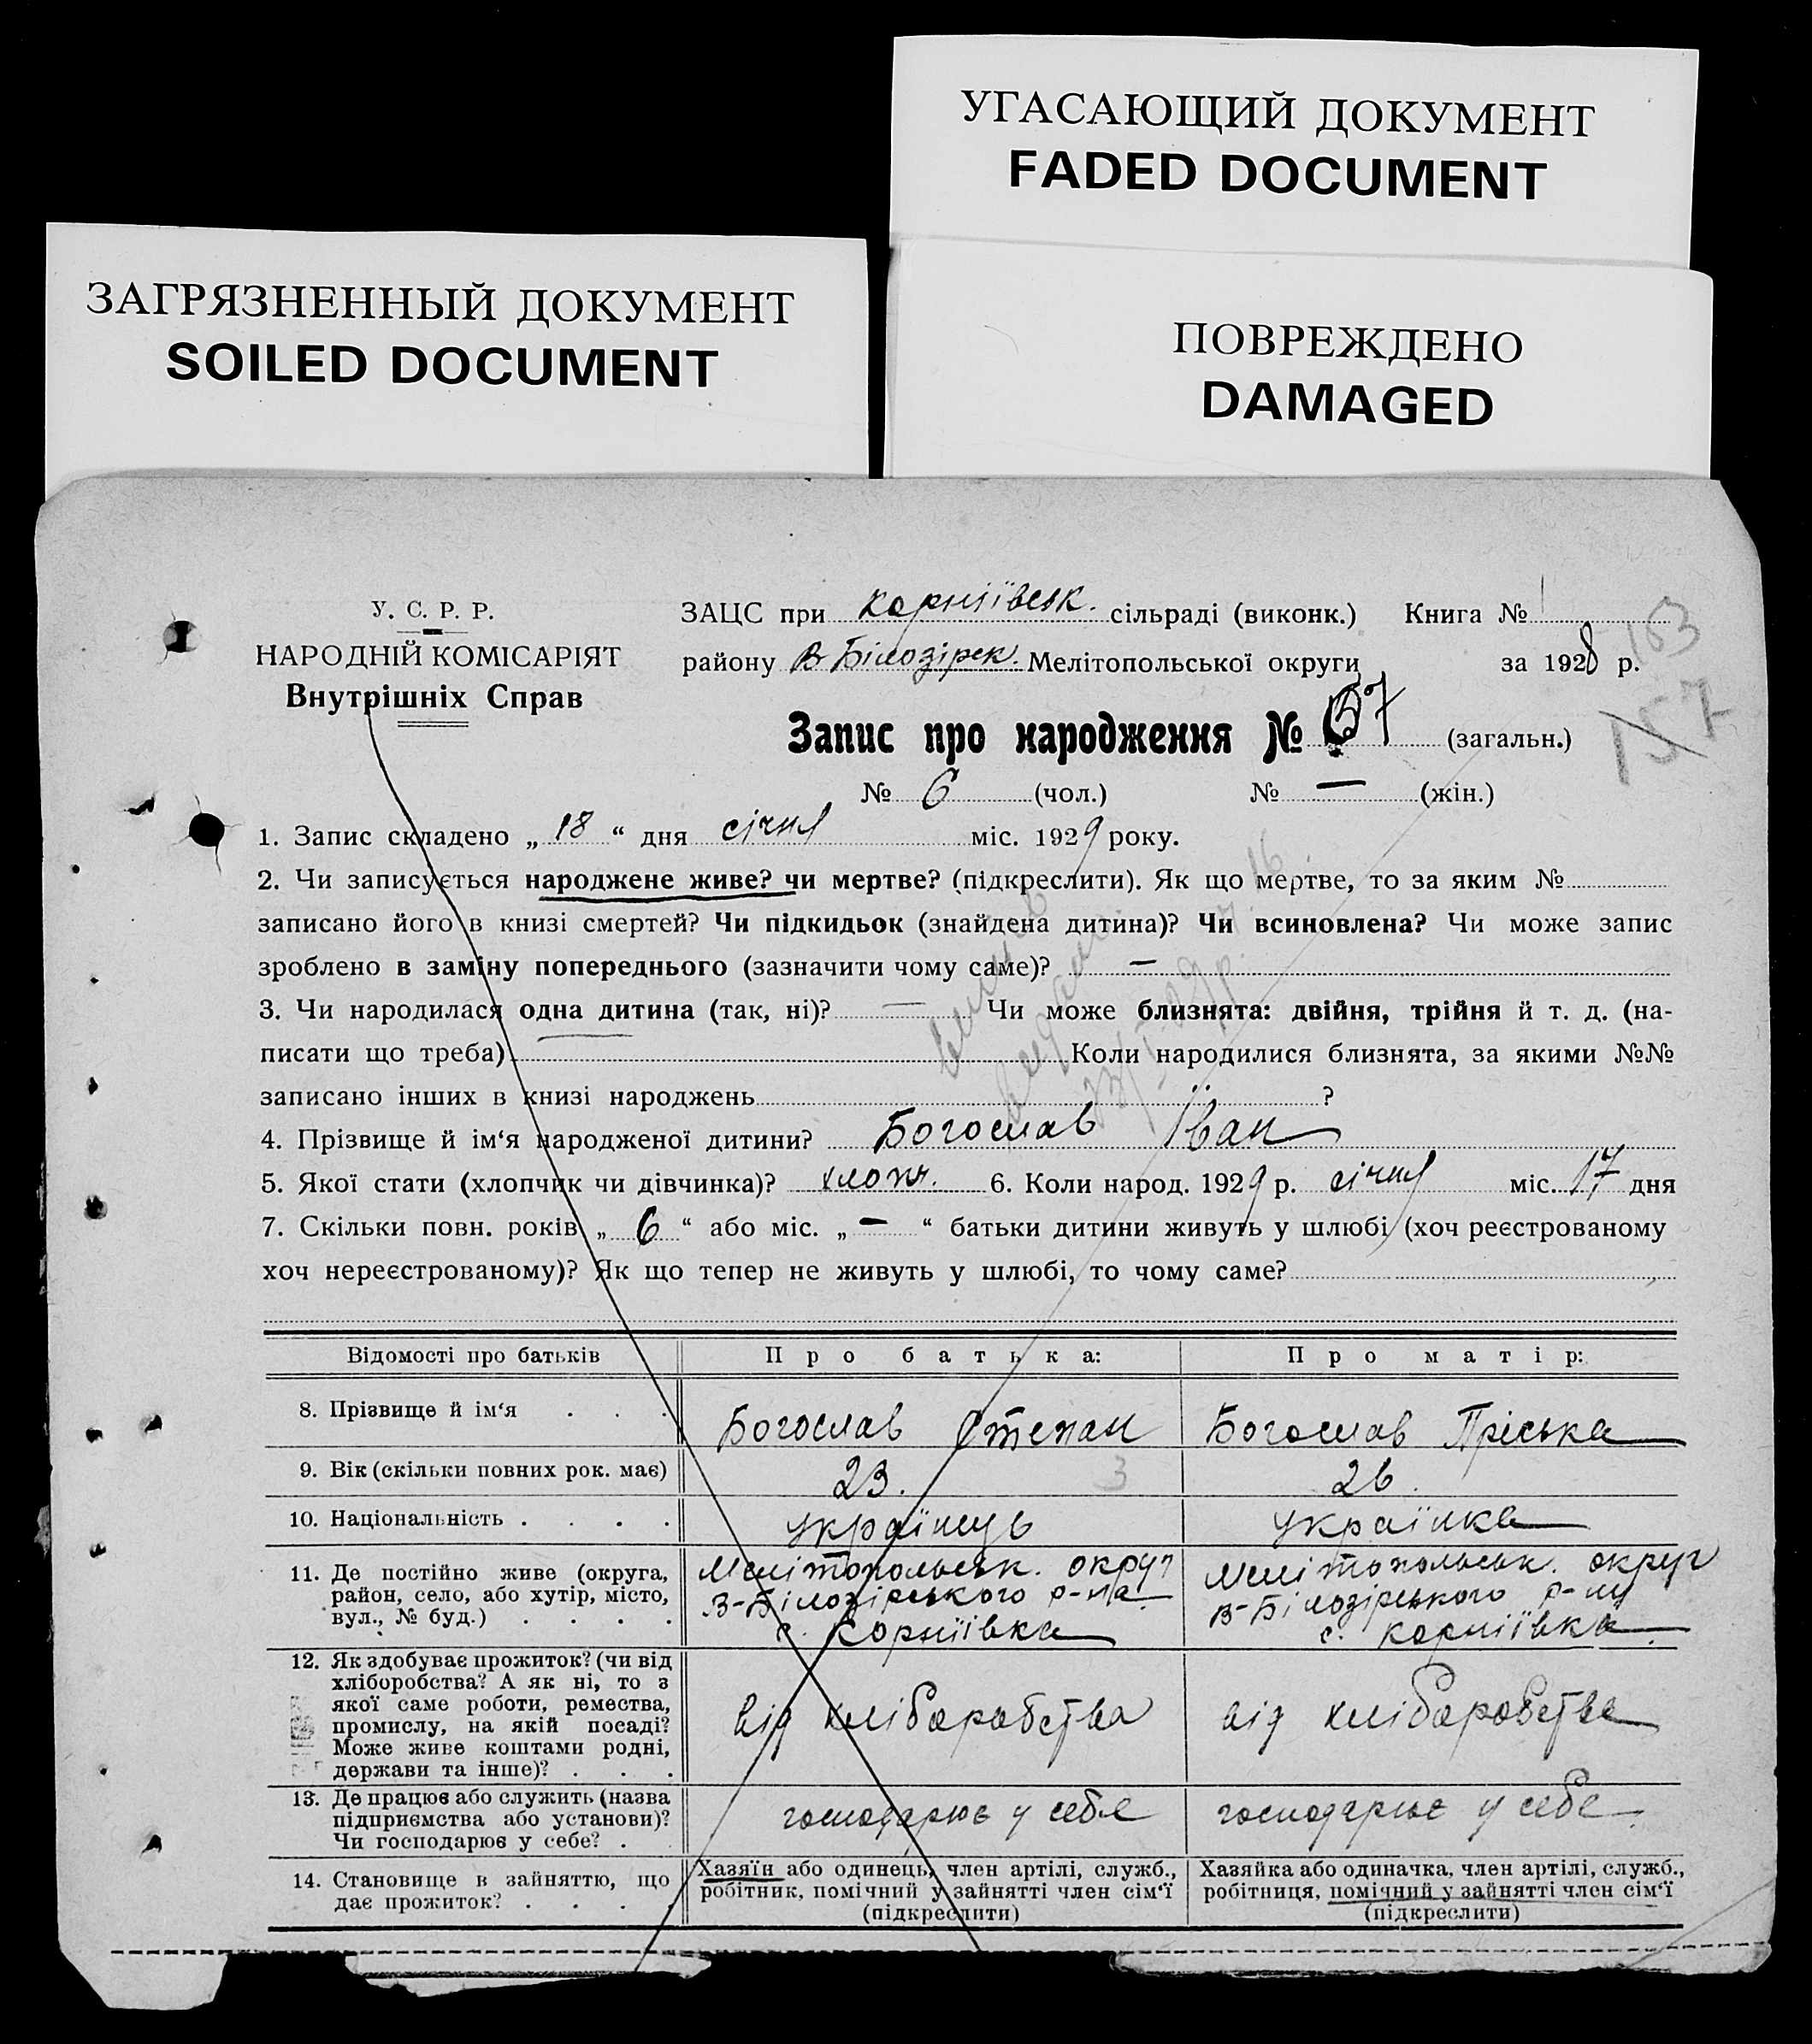 УГАСАЮЩИЙ ДОКУМЕНТ
FADED DOCUMENT
ЗАГРЯЗНЕННЫЙ ДОКУМЕНТ
SOILED DOCUMENT
ПОВРЕЖДЕНО
DAMAGED
У. С. Р. Р.
НАРОДНІЙ КОМІСАРІЯТ
Внутрішніх Справ
ЗАЦС при Корніївськ. сільраді (виконк.) Книга № 1
району В Білозірск. Мелітопольської округи за 1928 р.
153
157
Запис про народження № 7 (загальн.)
№ 6 (чол.) № — (жін.)
1. Запис складено „ 18 “ дня січня міс. 1929 року.
2. Чи записується народжене живе? чи мертве? (підкреслити). Як що мертве, то за яким №
записано його в книзі смертей? Чи підкидьок (знайдена дитина)? Чи всиновлена? Чи може запис
зроблено в заміну попереднього (зазначити чому саме)? —
3. Чи народилася одна дитина (так, ні)? — Чи може близнята: двійня, трійня й т. д. (на-
писати що треба) Коли народилися близнята, за якими №№
записано інших в книзі народжень ?
4. Прізвище й ім‘я народженої дитини? Богослав Іван
5. Якої стати (хлопчик чи дівчинка)? хлопч. 6. Коли народ. 1929 р. січня міс. 17 дня
7. Скільки повн. років „ 6 “ або міс. „ — “ батьки дитини живуть у шлюбі (хоч реєстрованому
хоч нереєстрованому)? Як що тепер не живуть у шлюбі, то чому саме?
Відомості про батьків Про батька: Про матір:
8. Прізвище й ім‘я . . . Богослав Степан Богослав Пріська
9. Вік (скільки повних рок. має) 23. 3 26.
10. Національність . . . . українець українка
11. Де постійно живе (округа, район, село, або хутір, місто, вул., № буд.) . . . .
Мелітопольськ. округ
В-Білозірського р-на
с. Корніївка
Мелітопольськ. округ
В-Білозірського р-ну
с. Корніївка
12. Як здобуває прожиток? (чи від
хліборобства? А як ні, то з
якої саме роботи, ремества,
промислу, на якій посаді?
Може живе коштами родні,
держави та інше)? . . .
від хліборобства від хліборобства
13. Де працює або служить (назва
підприємства або установи)?
Чи господарює у себе? .
господарює у себе господарює у себе
14. Становище в зайняттю, що
дає прожиток? . . . .
Хазяїн або одинець, член артілі, служб.,
робітник, помічний у зайнятті член сім‘ї
(підкреслити)
Хазяйка або одиначка, член артілі, служб.,
робітниця, помічний у зайнятті член сім‘ї
(підкреслити)